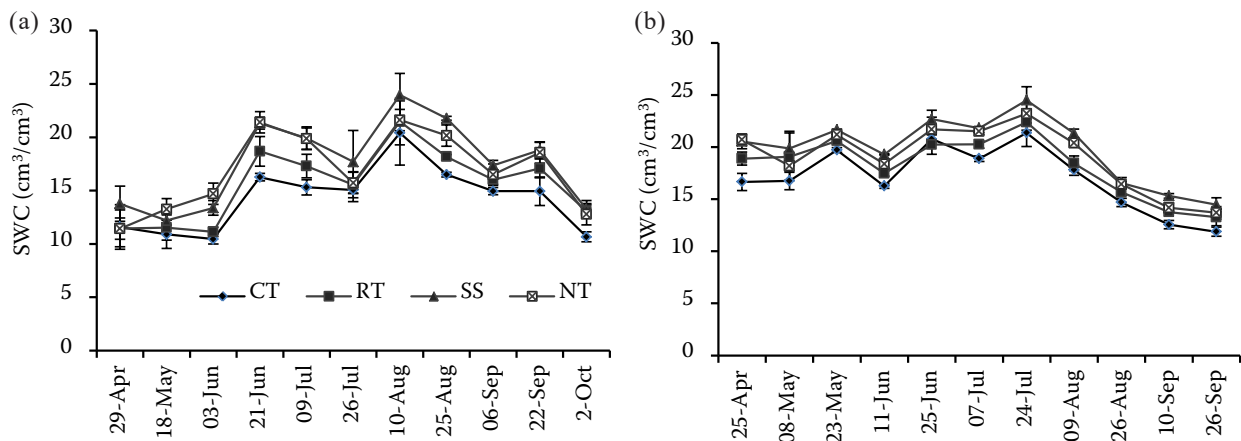 (a)
30
25
20
15
10
5
0
SWC (cm³/cm³)
CT RT SS NT
29-Apr
18-May
03-Jun
21-Jun
09-Jul
26-Jul
10-Aug
25-Aug
06-Sep
22-Sep
2-Oct
(b)
30
25
20
15
10
5
0
SWC (cm³/cm³)
25-Apr
08-May
23-May
11-Jun
25-Jun
07-Jul
24-Jul
09-Aug
26-Aug
10-Sep
26-Sep